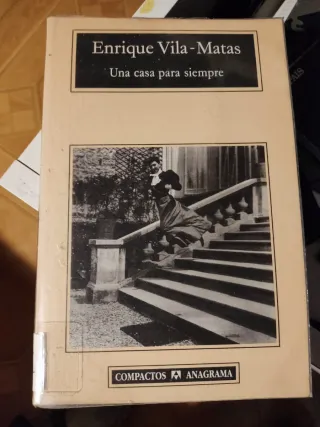 Enrique Vila-Matas
Una casa para siempre
COMPACTOS A ANAGRAMA